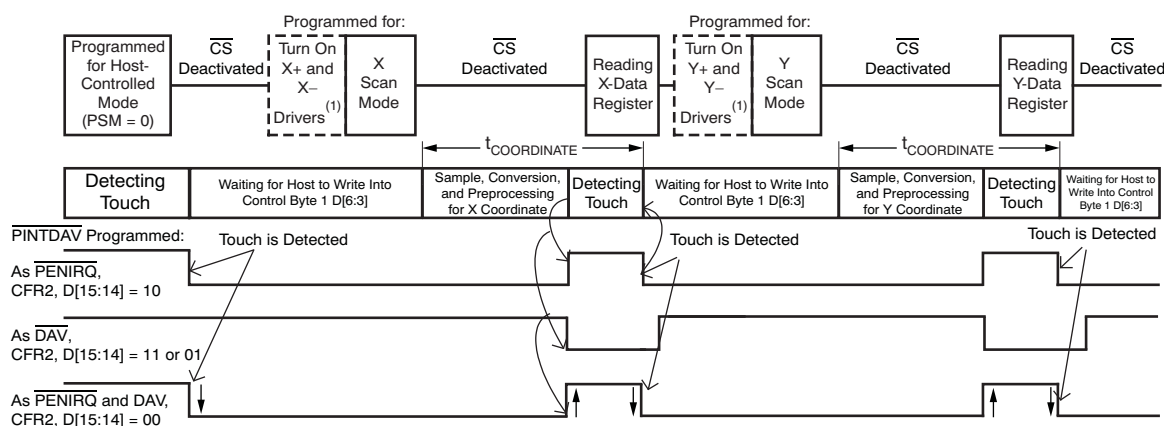 Programmed for:
Programmed for:
Programmed
for Host-
Controlled
Mode
(PSM = 0)
CS
Deactivated
Turn On
X+ and
X–
Drivers(1)
X
Scan
Mode
CS
Deactivated
Reading
X-Data
Register
Turn On
Y+ and
Y–
Drivers(1)
Y
Scan
Mode
CS
Deactivated
Reading
Y-Data
Register
CS
Deactivated
tCOORDINATE
tCOORDINATE
Detecting
Touch
Waiting for Host to Write Into
Control Byte 1 D[6:3]
Sample, Conversion,
and Preprocessing
for X Coordinate
Detecting
Touch
Waiting for Host to Write Into
Control Byte 1 D[6:3]
Sample, Conversion,
and Preprocessing
for Y Coordinate
Detecting
Touch
Waiting for Host to
Write Into Control
Byte 1 D[6:3]
PINTDAV Programmed:
Touch is Detected
Touch is Detected
Touch is Detected
As PENIRQ,
CFR2, D[15:14] = 10
As DAV,
CFR2, D[15:14] = 11 or 01
As PENIRQ and DAV,
CFR2, D[15:14] = 00